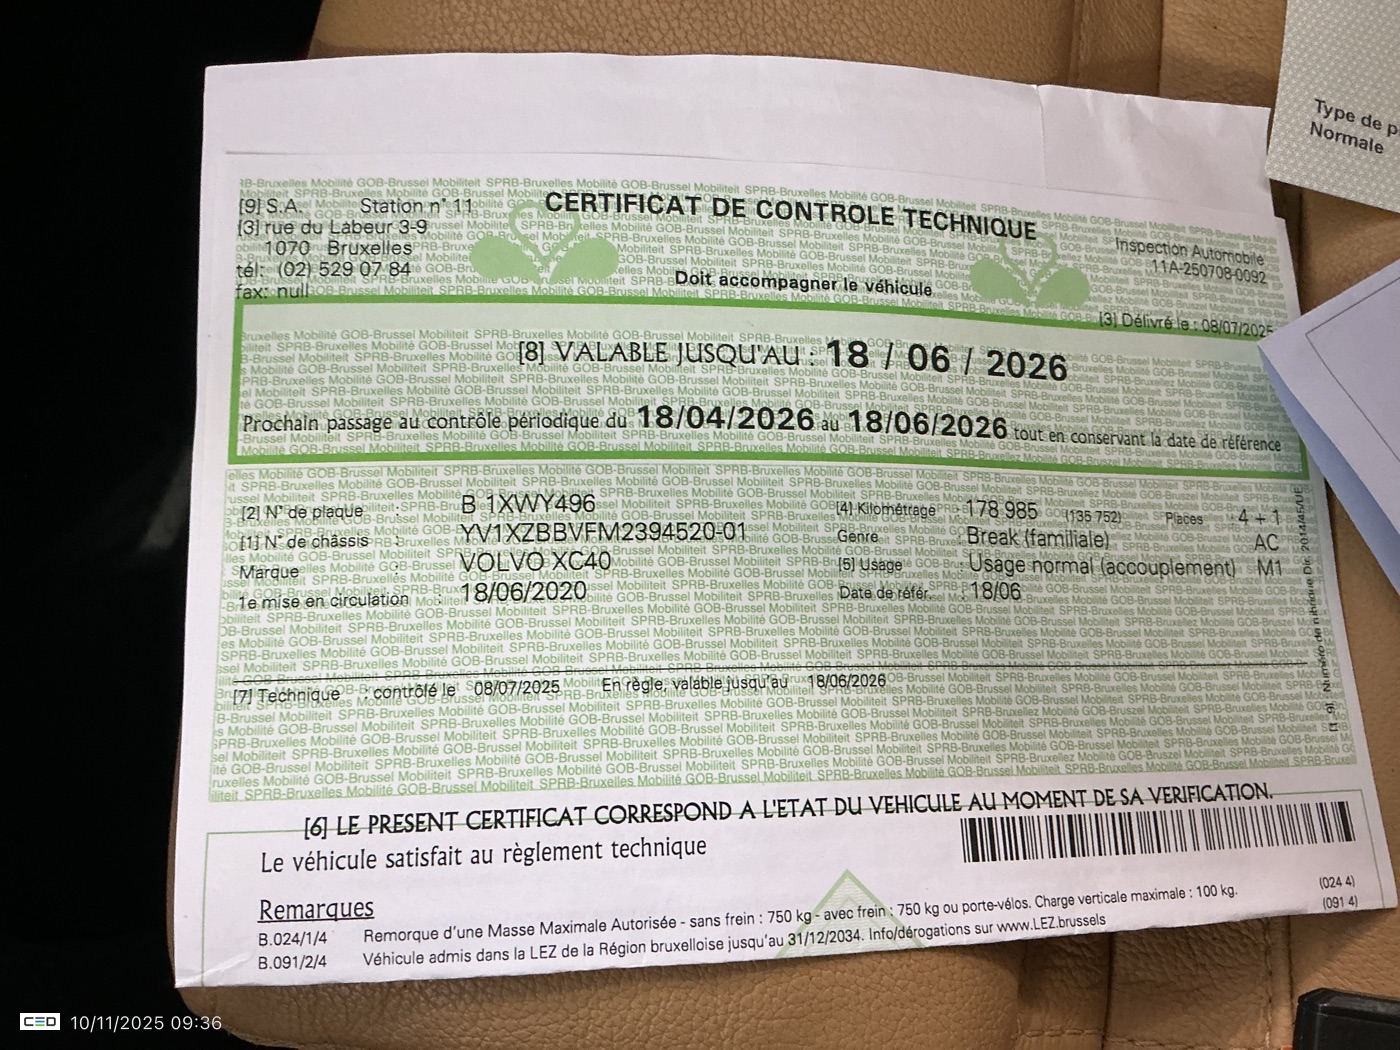 Type de p
Normale
[9] S.A. Station n° 11
[3] rue du Labeur 3-9
1070 Bruxelles
tél: (02) 529 07 84
fax: null
CERTIFICAT DE CONTROLE TECHNIQUE
Doit accompagner le véhicule
Inspection Automobile
11A-250708-0092
[3] Délivré le : 08/07/2025
[8] VALABLE JUSQU'AU : 18 / 06 / 2026
Prochain passage au contrôle périodique du 18/04/2026 au 18/06/2026 tout en conservant la date de référence
[2] N° de plaque : B 1XWY496
[1] N° de châssis : YV1XZBBVFM2394520-01
Marque : VOLVO XC40
1e mise en circulation : 18/06/2020
[4] Kilométrage : 178 985 (135 752) Places : 4 + 1
Genre : Break (familiale) AC
[5] Usage : Usage normal (accouplement) M1
Date de référ. : 18/06
[7] Technique : contrôlé le 08/07/2025 En règle, valable jusqu'au 18/06/2026
[6] LE PRESENT CERTIFICAT CORRESPOND A L'ETAT DU VEHICULE AU MOMENT DE SA VERIFICATION.
Le véhicule satisfait au règlement technique
Remarques
B.024/1/4 Remorque d'une Masse Maximale Autorisée - sans frein : 750 kg - avec frein : 750 kg ou porte-vélos. Charge verticale maximale : 100 kg. (024 4)
B.091/2/4 Véhicule admis dans la LEZ de la Région bruxelloise jusqu'au 31/12/2034. Info/dérogations sur www.LEZ.brussels (091 4)
CED 10/11/2025 09:36